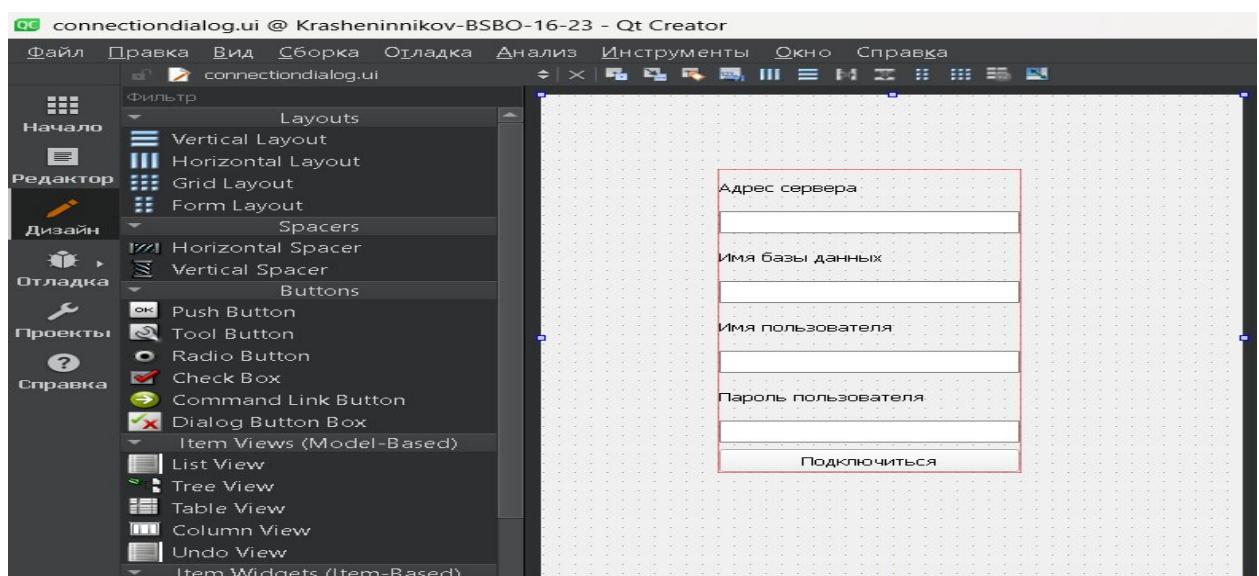 QC connectiondialog.ui @ Krasheninnikov-BSBO-16-23 - Qt Creator
Файл Правка Вид Сборка Отладка Анализ Инструменты Окно Справка
connectiondialog.ui
Начало
Редактор
Дизайн
Отладка
Проекты
Справка
Фильтр
Layouts
Vertical Layout
Horizontal Layout
Grid Layout
Form Layout
Spacers
Horizontal Spacer
Vertical Spacer
Buttons
OK Push Button
Tool Button
Radio Button
Check Box
Command Link Button
Dialog Button Box
Item Views (Model-Based)
List View
Tree View
Table View
Column View
Undo View
Item Widgets (Item-Based)
Адрес сервера
Имя базы данных
Имя пользователя
Пароль пользователя
Подключиться